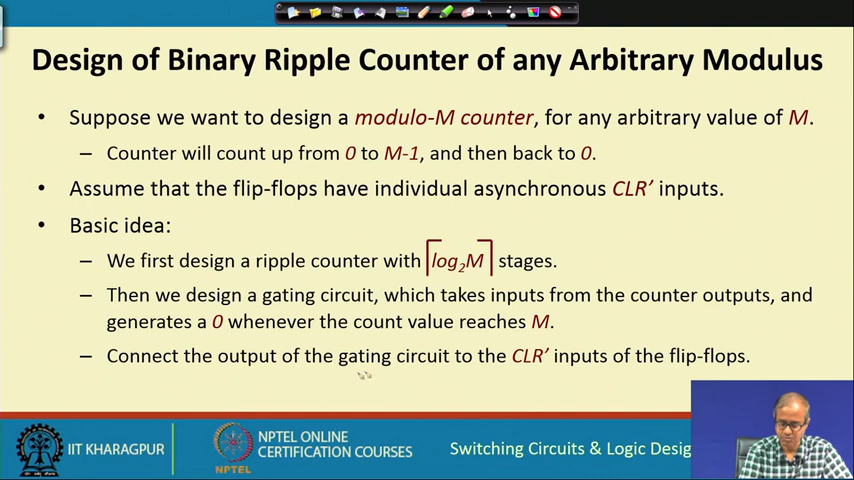 Design of Binary Ripple Counter of any Arbitrary Modulus
• Suppose we want to design a modulo-M counter, for any arbitrary value of M.
– Counter will count up from 0 to M-1, and then back to 0.
• Assume that the flip-flops have individual asynchronous CLR’ inputs.
• Basic idea:
– We first design a ripple counter with ⌈log₂M⌉ stages.
– Then we design a gating circuit, which takes inputs from the counter outputs, and
generates a 0 whenever the count value reaches M.
– Connect the output of the gating circuit to the CLR’ inputs of the flip-flops.
IIT KHARAGPUR
NPTEL
NPTEL ONLINE
CERTIFICATION COURSES
Switching Circuits & Logic Desig